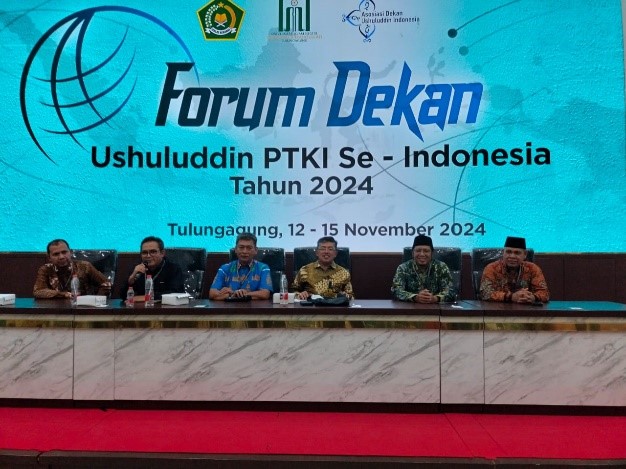 Asosiasi Dekan
Ushuluddin Indonesia
Forum Dekan
Ushuluddin PTKI Se - Indonesia
Tahun 2024
Tulungagung, 12 - 15 November 2024